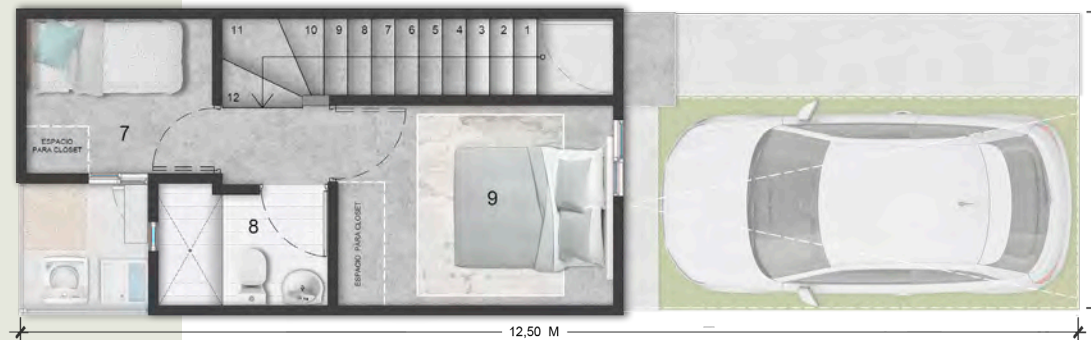 11 10 9 8 7 6 5 4 3 2 1
12
7
ESPACIO
PARA CLOSET
8
9
ESPACIO PARA CLOSET
12,50 M